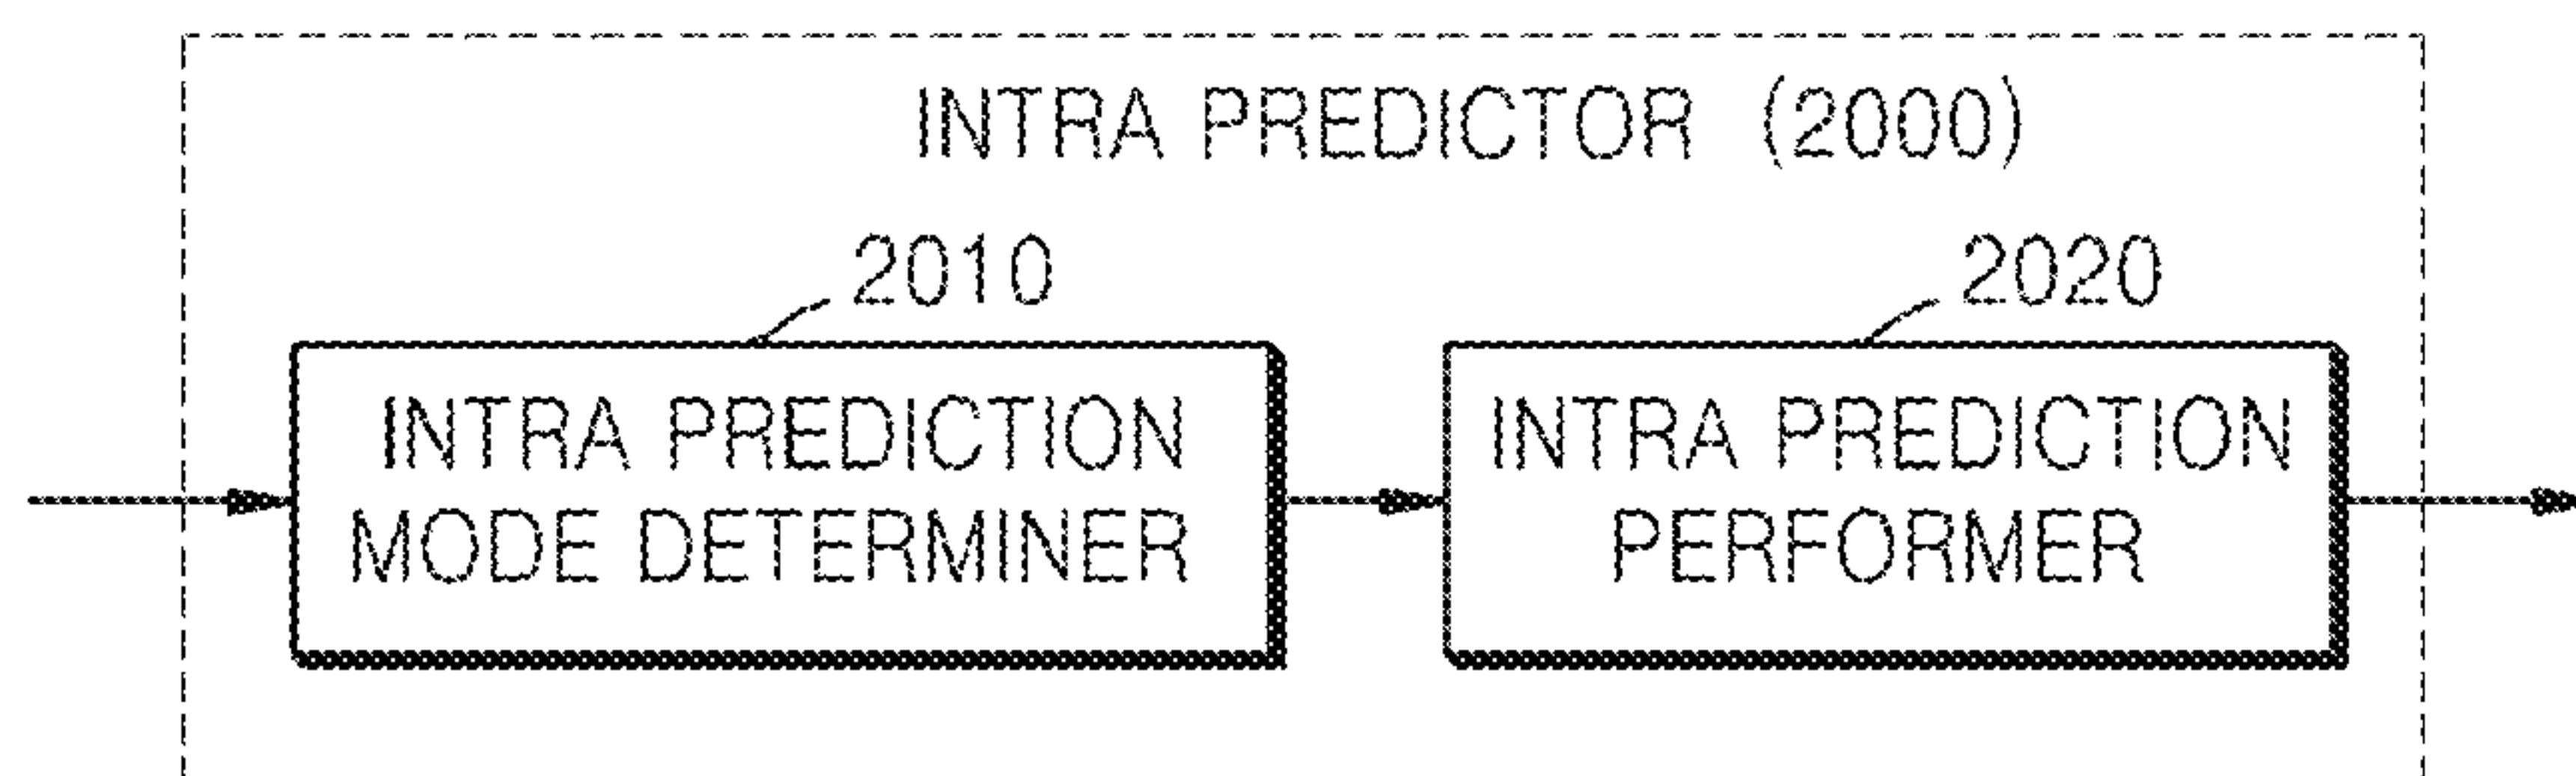 INTRA PREDICTOR (2000)
2010
2020
INTRA PREDICTION
MODE DETERMINER
INTRA PREDICTION
PERFORMER